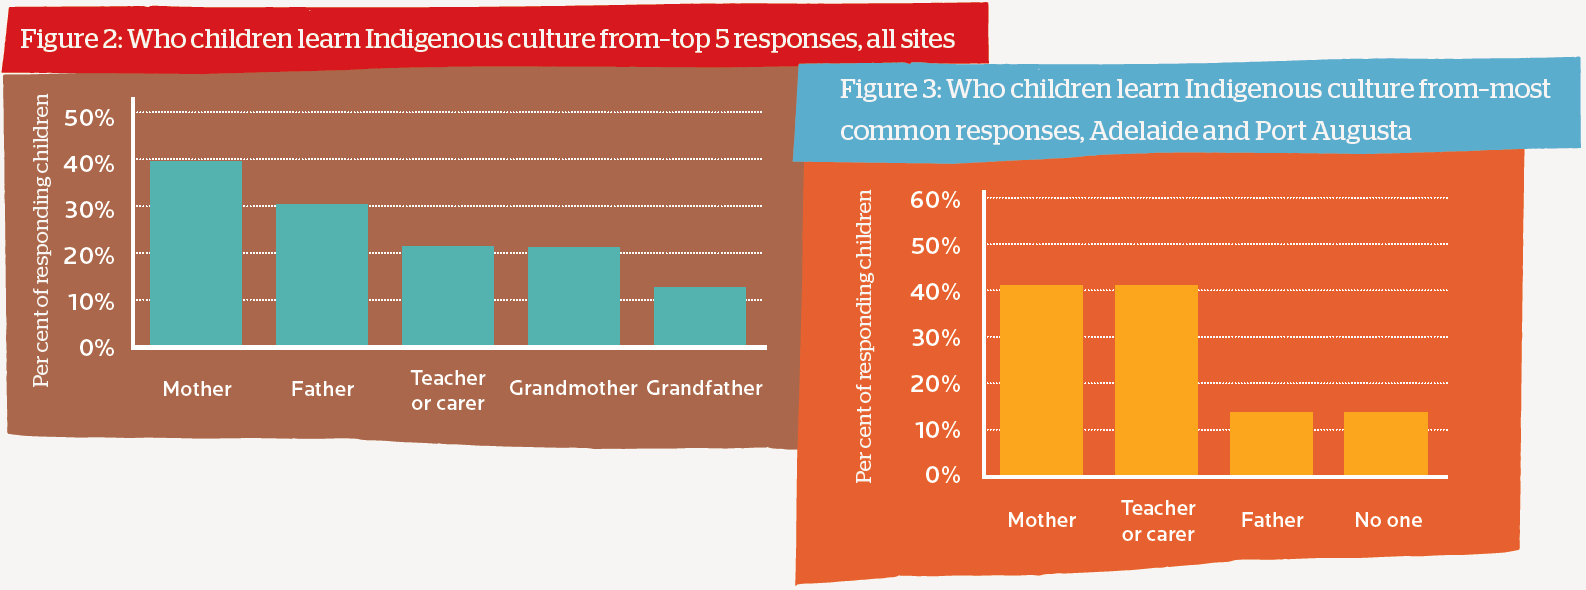 Figure 2: Who children learn Indigenous culture from–top 5 responses, all sites
Per cent of responding children
50%
40%
30%
20%
10%
0%
Mother
Father
Teacher
or carer
Grandmother
Grandfather
Figure 3: Who children learn Indigenous culture from–most
common responses, Adelaide and Port Augusta
Per cent of responding children
60%
50%
40%
30%
20%
10%
0%
Mother
Teacher
or carer
Father
No one